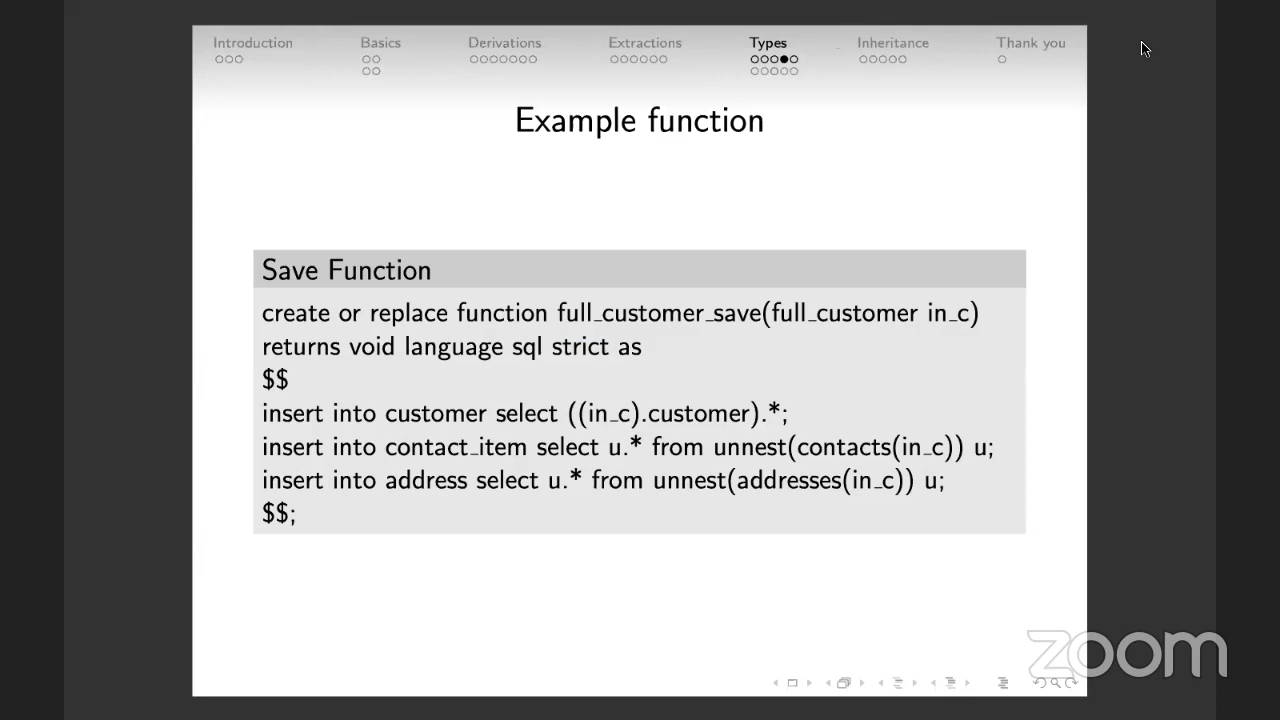 Introduction Basics Derivations Extractions Types Inheritance Thank you
Example function
Save Function
create or replace function full_customer_save(full_customer in_c)
returns void language sql strict as
$$
insert into customer select ((in_c).customer).*;
insert into contact_item select u.* from unnest(contacts(in_c)) u;
insert into address select u.* from unnest(addresses(in_c)) u;
$$;
zoom